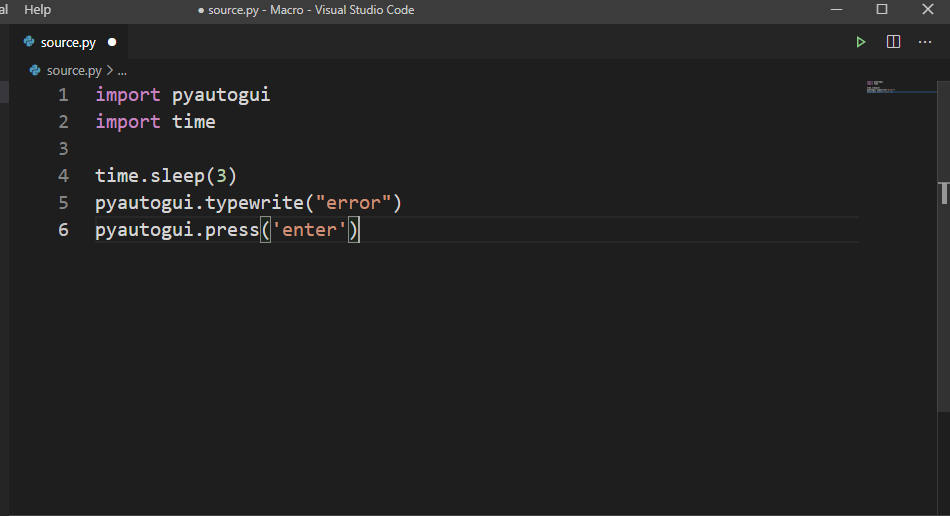 al Help ● source.py - Macro - Visual Studio Code
source.py ●
source.py > ...
1 import pyautogui
2 import time
3
4 time.sleep(3)
5 pyautogui.typewrite("error")
6 pyautogui.press('enter')